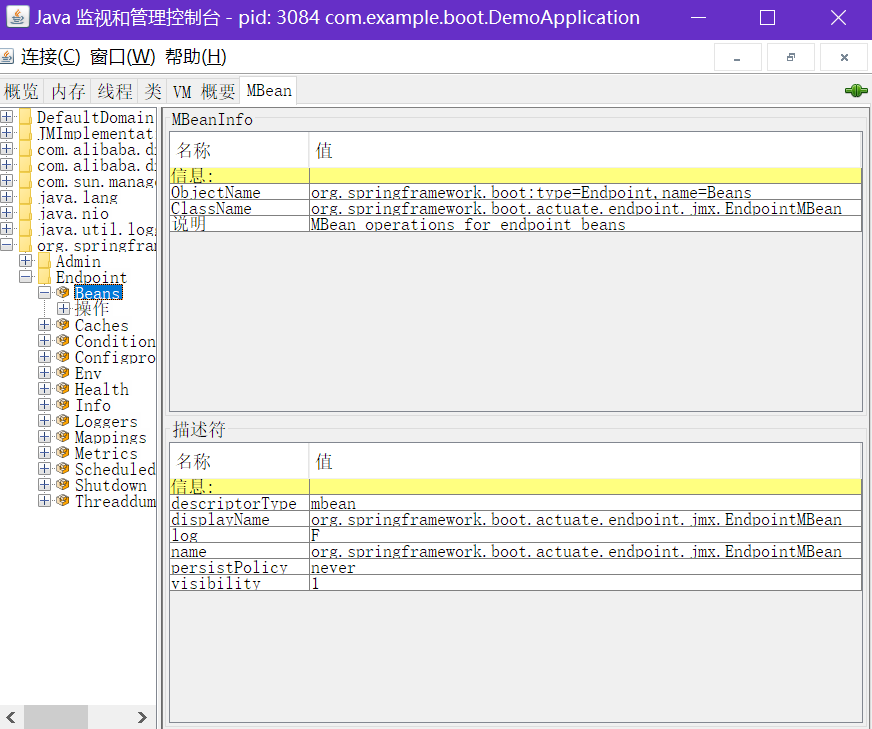 Java 监视和管理控制台 - pid: 3084 com.example.boot.DemoApplication
连接(C) 窗口(W) 帮助(H)
概览 内存 线程 类 VM 概要 MBean
DefaultDomain
JMImplementat
com.alibaba.d
com.alibaba.d
com.sun.manag
java.lang
java.nio
java.util.log
org.springfra
Admin
Endpoint
Beans
操作
Caches
Condition
Configpro
Env
Health
Info
Loggers
Mappings
Metrics
Scheduled
Shutdown
Threaddum
MBeanInfo
名称 值
信息:
ObjectName org.springframework.boot:type=Endpoint,name=Beans
ClassName org.springframework.boot.actuate.endpoint.jmx.EndpointMBean
说明 MBean operations for endpoint beans
描述符
名称 值
信息:
descriptorType mbean
displayName org.springframework.boot.actuate.endpoint.jmx.EndpointMBean
log F
name org.springframework.boot.actuate.endpoint.jmx.EndpointMBean
persistPolicy never
visibility 1